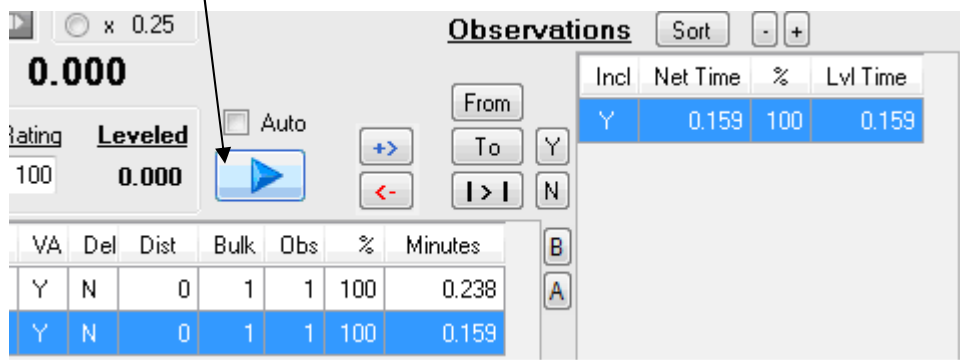 x 0.25
Observations Sort - +
0.000
Incl Net Time % Lvl Time
Y 0.159 100 0.159
From
Rating Leveled Auto
+> To Y
100 0.000
<- |>| N
VA Del Dist Bulk Obs % Minutes B
Y N 0 1 1 100 0.238 A
Y N 0 1 1 100 0.159